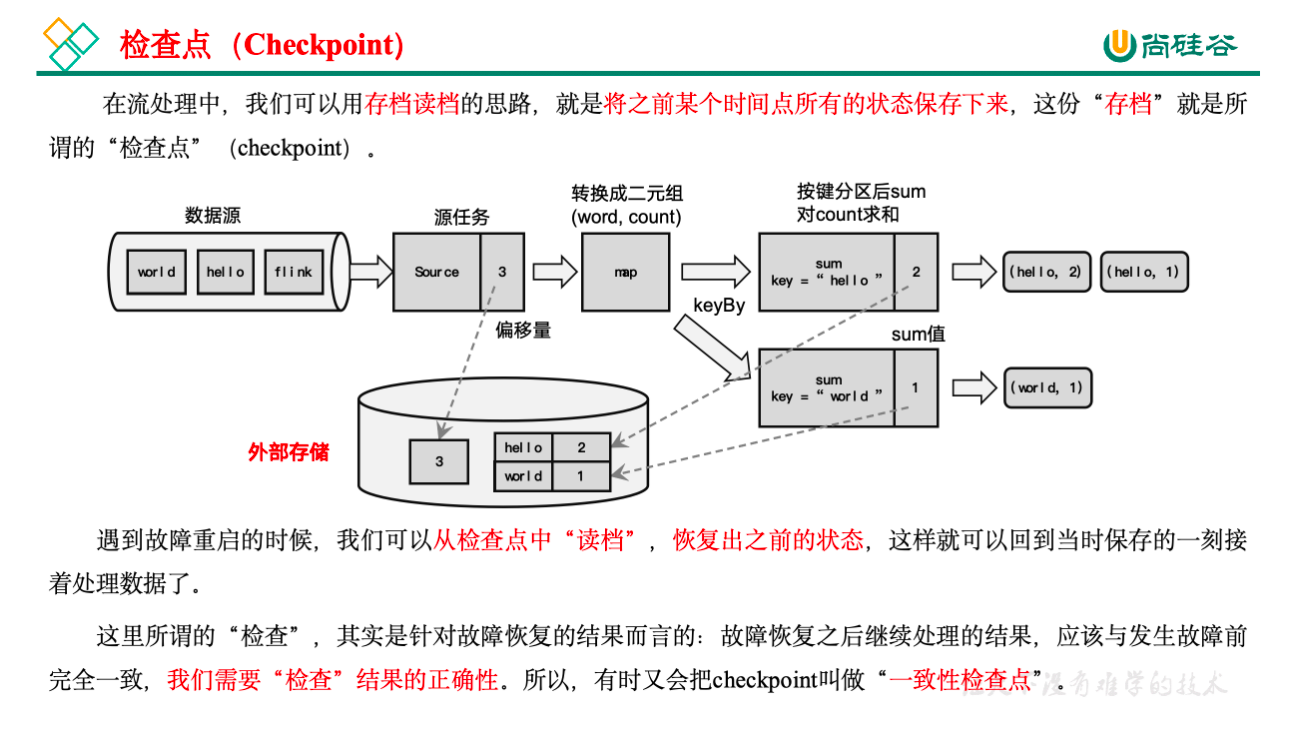 检查点（Checkpoint）
尚硅谷
在流处理中，我们可以用存档读档的思路，就是将之前某个时间点所有的状态保存下来，这份“存档”就是所
谓的“检查点”（checkpoint）。
数据源
源任务
转换成二元组
(word, count)
按键分区后sum
对count求和
world
hello
flink
Source
3
map
sum
key = “ hello ”
2
(hello, 2)
(hello, 1)
偏移量
keyBy
sum值
sum
key = “ world ”
1
(world, 1)
外部存储
3
hello
2
world
1
遇到故障重启的时候，我们可以从检查点中“读档”，恢复出之前的状态，这样就可以回到当时保存的一刻接
着处理数据了。
这里所谓的“检查”，其实是针对故障恢复的结果而言的：故障恢复之后继续处理的结果，应该与发生故障前
完全一致，我们需要“检查”结果的正确性。所以，有时又会把checkpoint叫做“一致性检查点”。
没有难学的技术